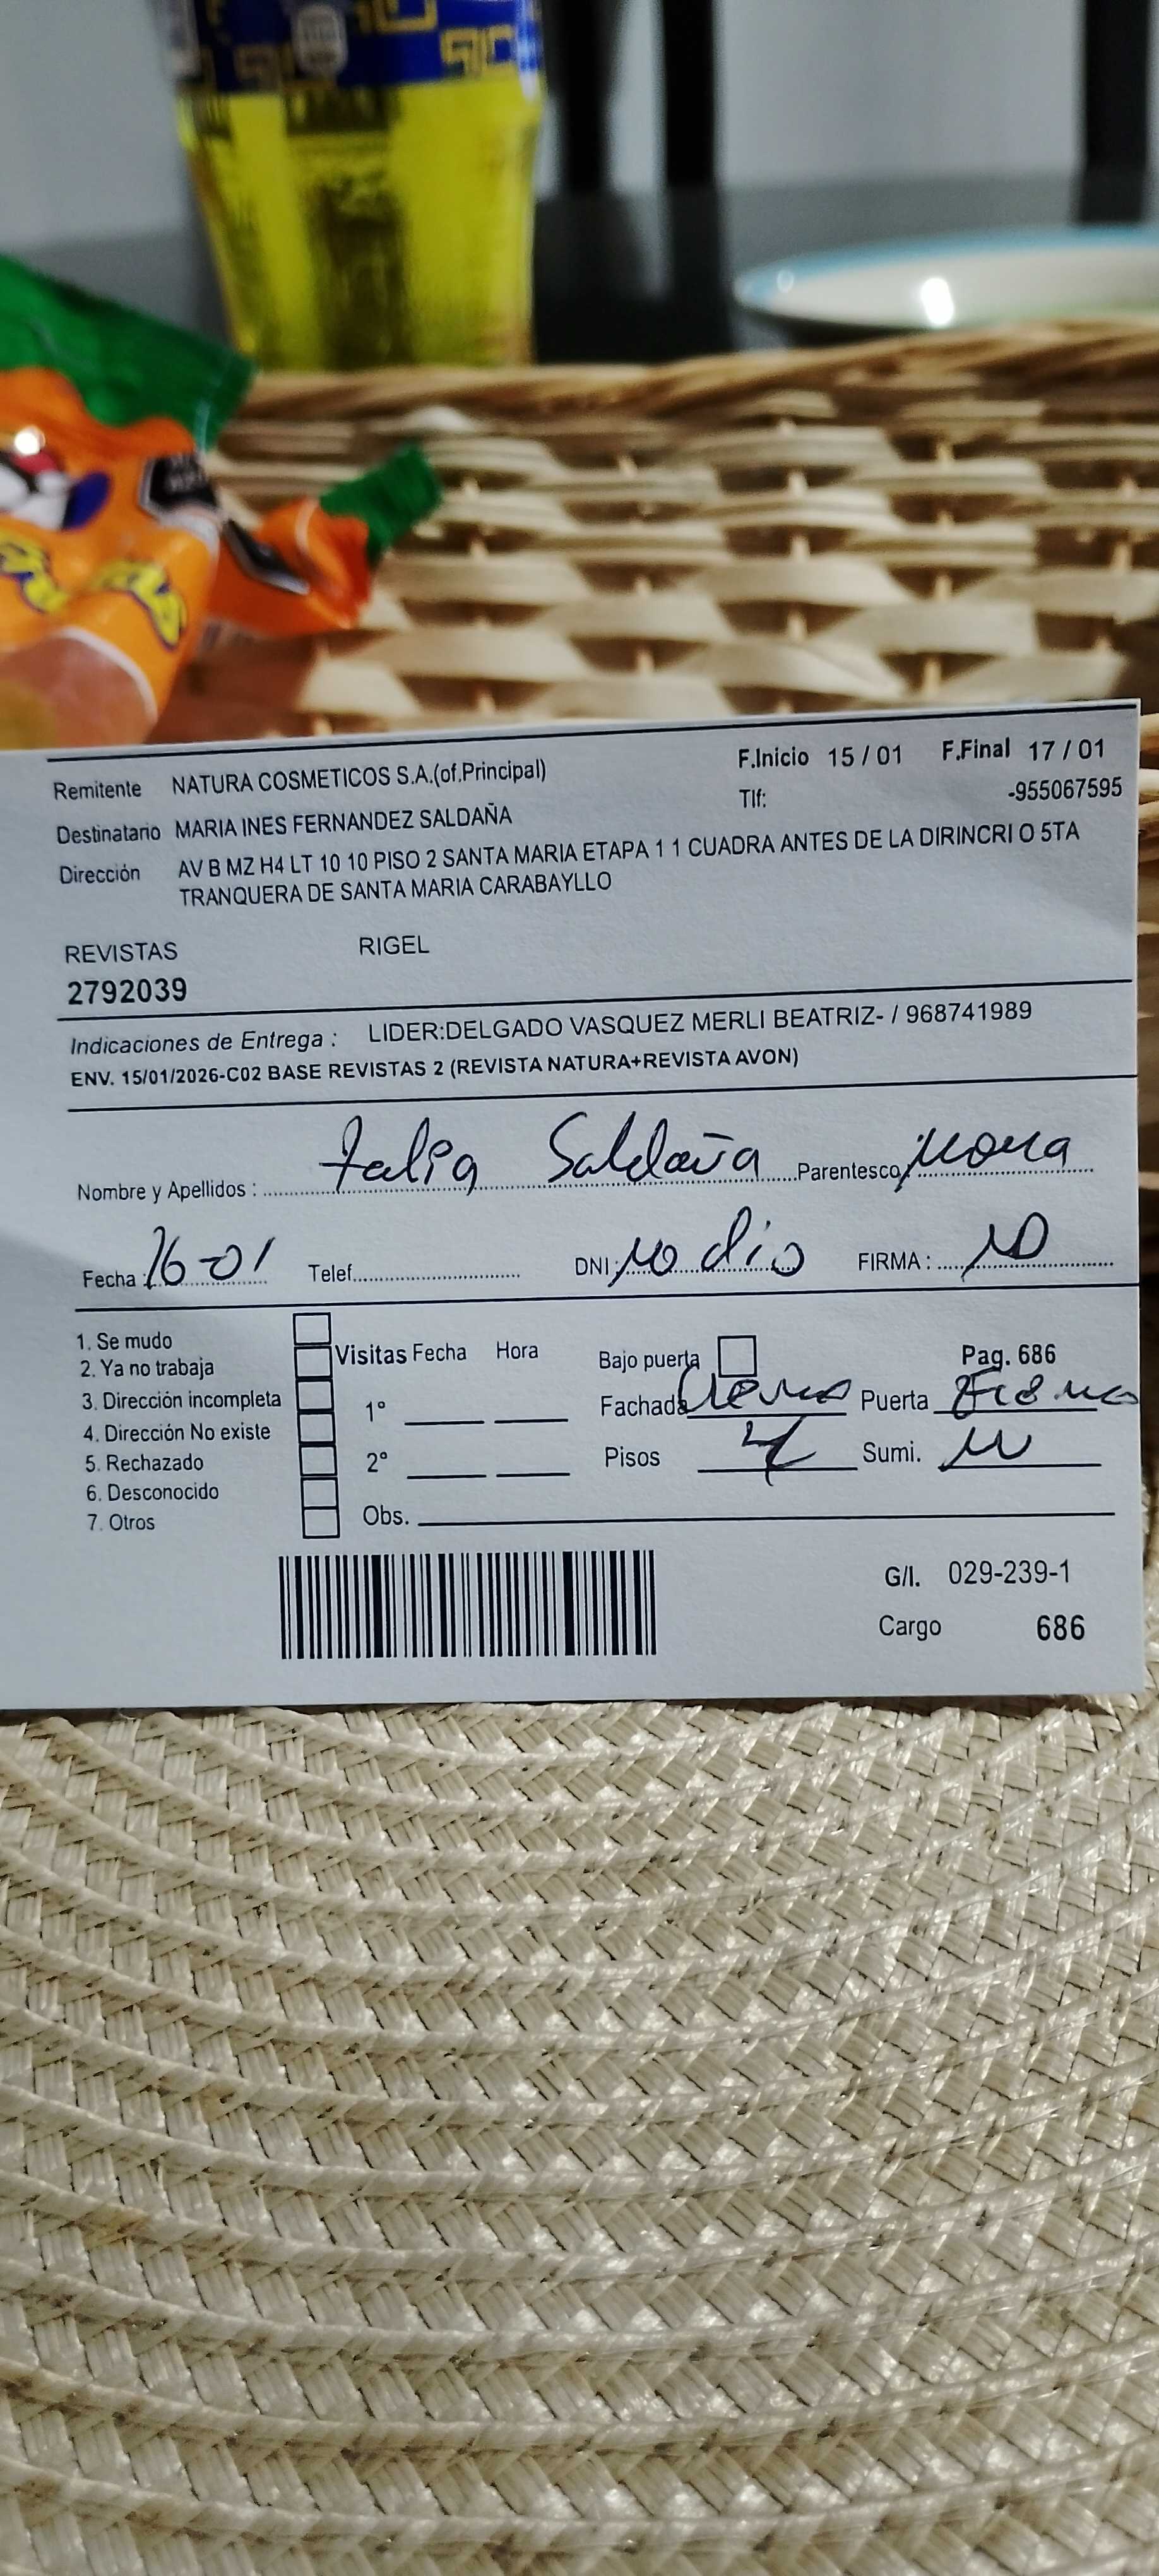 Remitente NATURA COSMETICOS S.A.(of.Principal) F.Inicio 15 / 01 F.Final 17 / 01
Destinatario MARIA INES FERNANDEZ SALDAÑA Tlf: -955067595
Dirección AV B MZ H4 LT 10 10 PISO 2 SANTA MARIA ETAPA 1 1 CUADRA ANTES DE LA DIRINCRI O 5TA
TRANQUERA DE SANTA MARIA CARABAYLLO
REVISTAS RIGEL
2792039
Indicaciones de Entrega : LIDER:DELGADO VASQUEZ MERLI BEATRIZ- / 968741989
ENV. 15/01/2026-C02 BASE REVISTAS 2 (REVISTA NATURA+REVISTA AVON)
Nombre y Apellidos : Saldaña Parentesco
Fecha : 16-01 Telef. DNI: no dio FIRMA :
1. Se mudo
2. Ya no trabaja Visitas Fecha Hora Bajo puerta Pag. 686
3. Dirección incompleta 1° Fachada Puerta
4. Dirección No existe
5. Rechazado 2° Pisos 4 Sumi.
6. Desconocido
7. Otros Obs.
G/I. 029-239-1
Cargo 686